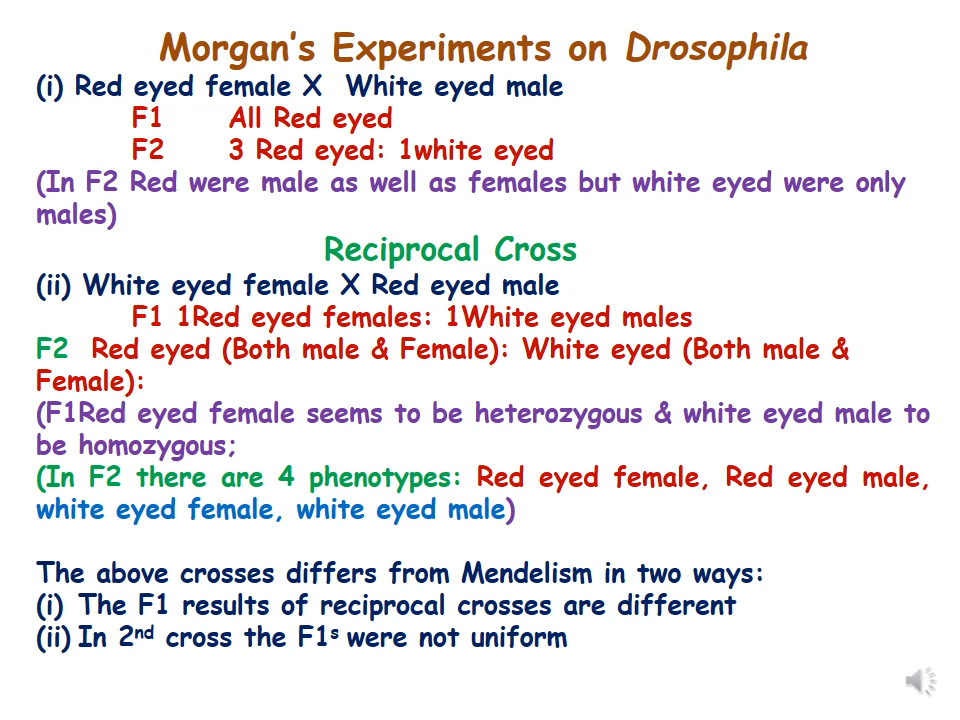 Morgan's Experiments on Drosophila
(i) Red eyed female X White eyed male
F1 All Red eyed
F2 3 Red eyed: 1white eyed
(In F2 Red were male as well as females but white eyed were only
males)
Reciprocal Cross
(ii) White eyed female X Red eyed male
F1 1Red eyed females: 1White eyed males
F2 Red eyed (Both male & Female): White eyed (Both male &
Female):
(F1Red eyed female seems to be heterozygous & white eyed male to
be homozygous;
(In F2 there are 4 phenotypes: Red eyed female, Red eyed male,
white eyed female, white eyed male)
The above crosses differs from Mendelism in two ways:
(i) The F1 results of reciprocal crosses are different
(ii) In 2nd cross the F1s were not uniform